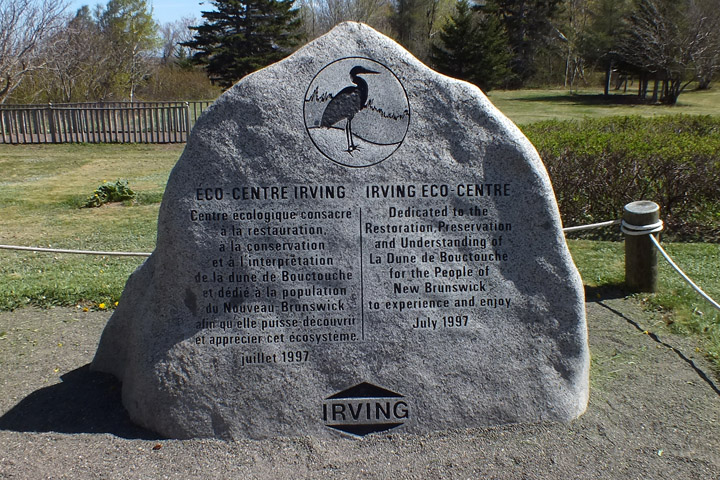 ÉCO-CENTRE IRVING
Centre écologique consacré
à la restauration,
à la conservation
et à l'interprétation
de la dune de Bouctouche
et dédié à la population
du Nouveau-Brunswick -
afin qu'elle puisse découvrir
et apprécier cet écosystème.
juillet 1997
IRVING ECO-CENTRE
Dedicated to the
Restoration, Preservation
and Understanding of
La Dune de Bouctouche
for the People of
New Brunswick -
to experience and enjoy
July 1997
IRVING